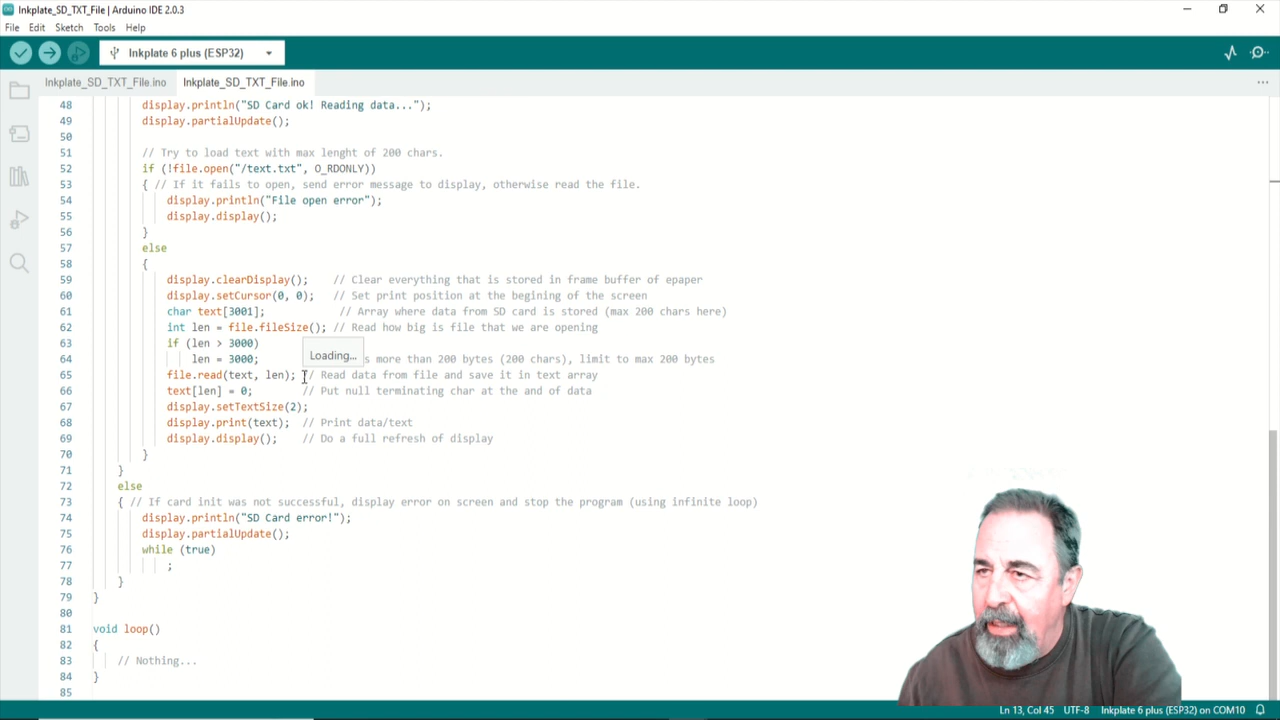 Inkplate_SD_TXT_File | Arduino IDE 2.0.3
File Edit Sketch Tools Help
Inkplate 6 plus (ESP32)
Inkplate_SD_TXT_File.ino Inkplate_SD_TXT_File.ino
48 display.println("SD Card ok! Reading data...");
49 display.partialUpdate();
50
51 // Try to load text with max lenght of 200 chars.
52 if (!file.open("/text.txt", O_RDONLY))
53 { // If it fails to open, send error message to display, otherwise read the file.
54 display.println("File open error");
55 display.display();
56 }
57 else
58 {
59 display.clearDisplay(); // Clear everything that is stored in frame buffer of epaper
60 display.setCursor(0, 0); // Set print position at the begining of the screen
61 char text[3001]; // Array where data from SD card is stored (max 200 chars here)
62 int len = file.fileSize(); // Read how big is file that we are opening
63 if (len > 3000)
64 len = 3000; s more than 200 bytes (200 chars), limit to max 200 bytes
Loading...
65 file.read(text, len); // Read data from file and save it in text array
66 text[len] = 0; // Put null terminating char at the and of data
67 display.setTextSize(2);
68 display.print(text); // Print data/text
69 display.display(); // Do a full refresh of display
70 }
71 }
72 else
73 { // If card init was not successful, display error on screen and stop the program (using infinite loop)
74 display.println("SD Card error!");
75 display.partialUpdate();
76 while (true)
77 ;
78 }
79 }
80
81 void loop()
82 {
83 // Nothing...
84 }
85
Ln 13, Col 45 UTF-8 Inkplate 6 plus (ESP32) on COM10